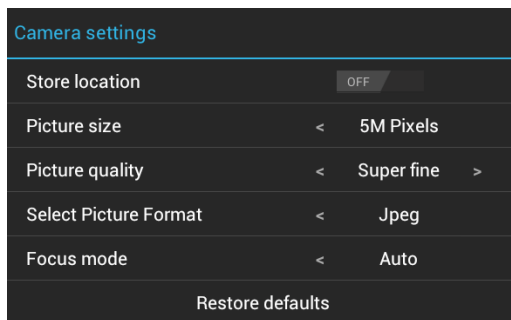 Camera settings
Store location OFF
Picture size < 5M Pixels
Picture quality < Super fine >
Select Picture Format < Jpeg
Focus mode < Auto
Restore defaults